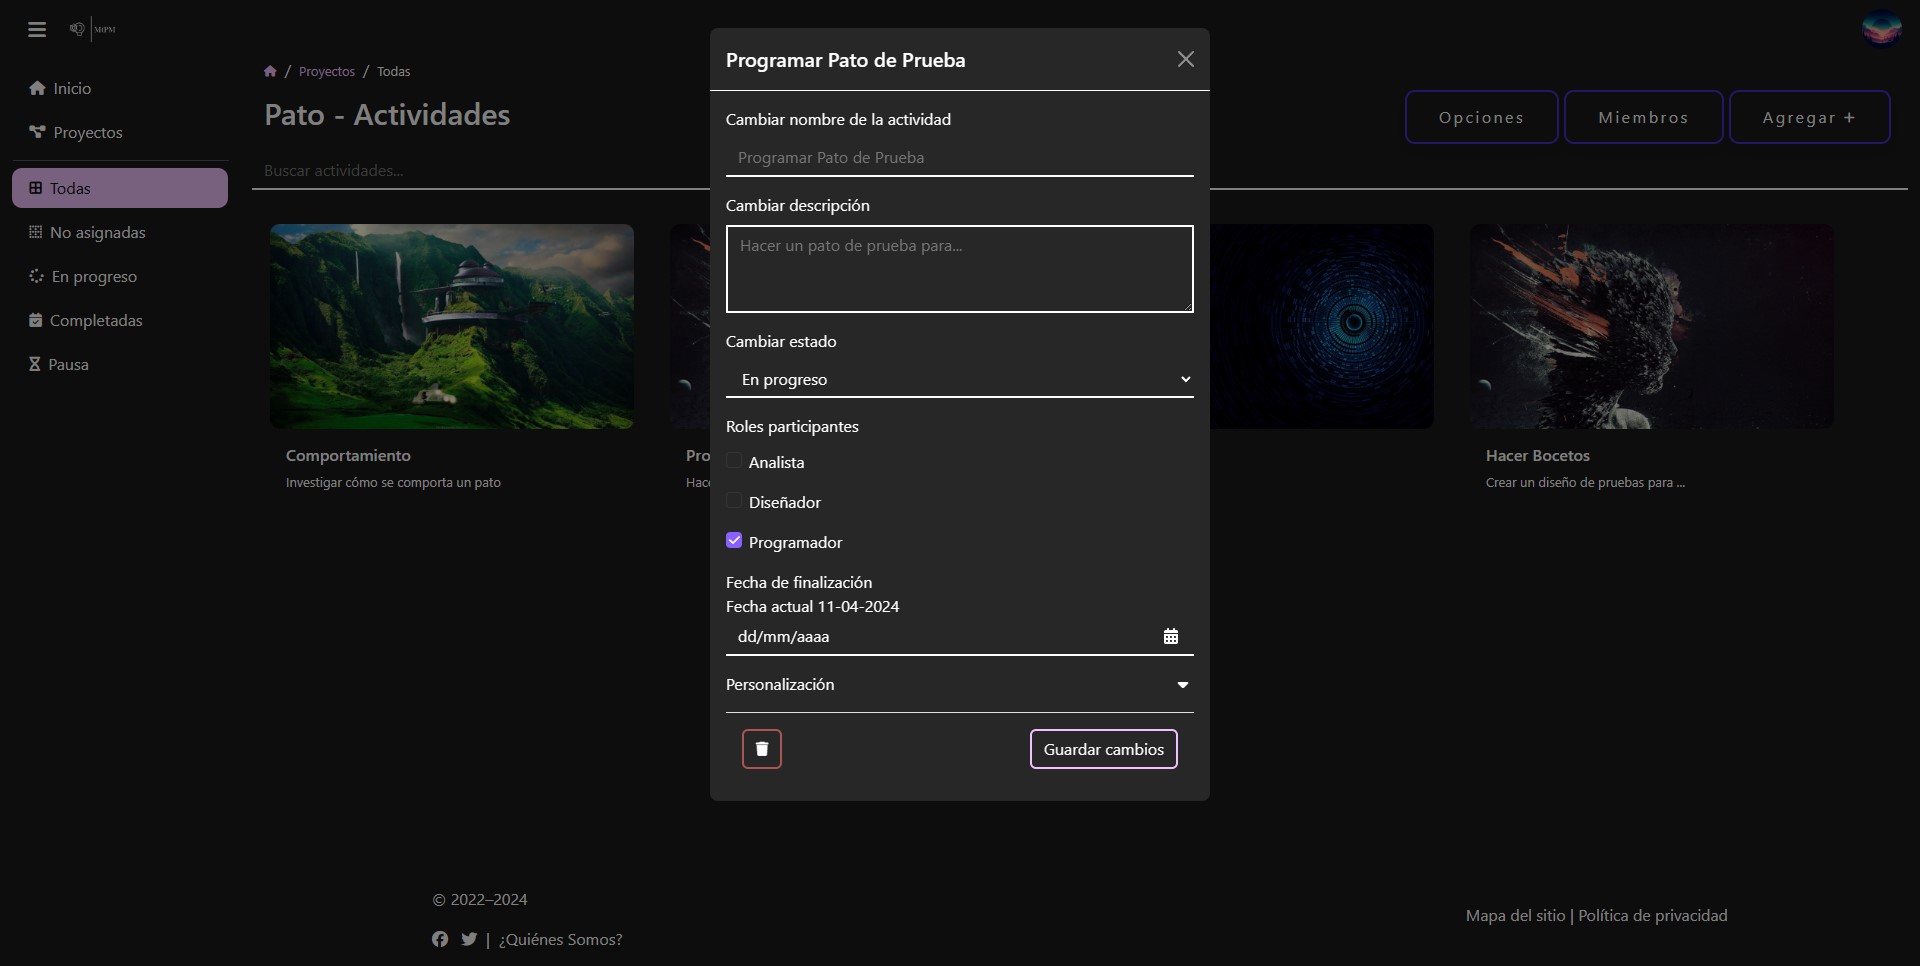 M0PM
Inicio
Proyectos
Todas
No asignadas
En progreso
Completadas
Pausa
/ Proyectos / Todas
Pato - Actividades
Opciones
Miembros
Agregar +
Buscar actividades...
Comportamiento
Investigar cómo se comporta un pato
Pro
Hace
Hacer Bocetos
Crear un diseño de pruebas para ...
Programar Pato de Prueba
Cambiar nombre de la actividad
Programar Pato de Prueba
Cambiar descripción
Hacer un pato de prueba para...
Cambiar estado
En progreso
Roles participantes
Analista
Diseñador
Programador
Fecha de finalización
Fecha actual 11-04-2024
dd/mm/aaaa
Personalización
Guardar cambios
© 2022–2024
| ¿Quiénes Somos?
Mapa del sitio | Política de privacidad